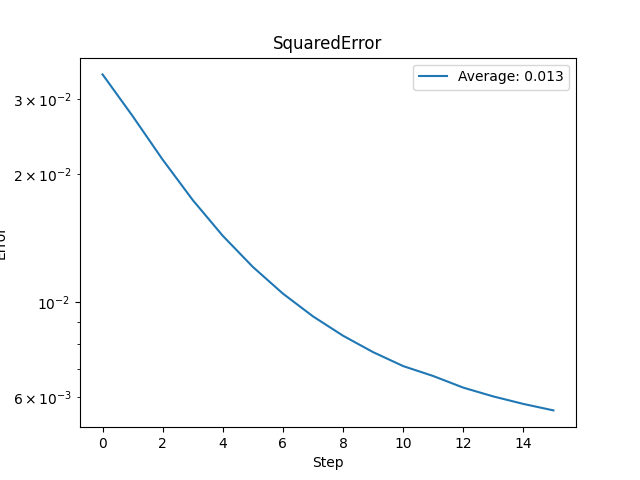 SquaredError
Average: 0.013
3 × 10⁻²
2 × 10⁻²
10⁻²
6 × 10⁻³
Error
0 2 4 6 8 10 12 14
Step